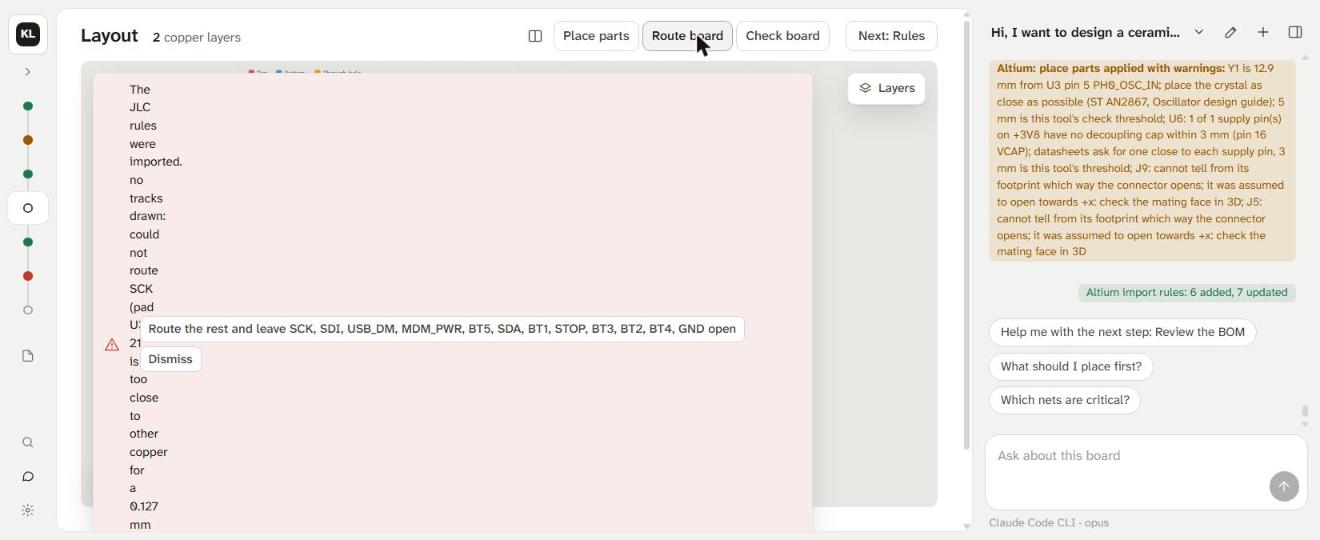 KL
Layout
2 copper layers
Place parts
Route board
Check board
Next: Rules
Top
Bottom
Through hole
Layers
The
JLC
rules
were
imported.
no
tracks
drawn:
could
not
route
SCK
(pad
21
is
too
close
to
other
copper
for
a
0.127
mm
Route the rest and leave SCK, SDI, USB_DM, MDM_PWR, BT5, SDA, BT1, STOP, BT3, BT2, BT4, GND open
Dismiss
Hi, I want to design a cerami...
Altium: place parts applied with warnings: Y1 is 12.9
mm from U3 pin 5 PH0_OSC_IN; place the crystal as
close as possible (ST AN2867, Oscillator design guide); 5
mm is this tool's check threshold; U6: 1 of 1 supply pin(s)
on +3V8 have no decoupling cap within 3 mm (pin 16
VCAP); datasheets ask for one close to each supply pin, 3
mm is this tool's threshold; J9: cannot tell from its
footprint which way the connector opens; it was assumed
to open towards +x: check the mating face in 3D; J5:
cannot tell from its footprint which way the connector
opens; it was assumed to open towards +x: check the
mating face in 3D
Altium import rules: 6 added, 7 updated
Help me with the next step: Review the BOM
What should I place first?
Which nets are critical?
Ask about this board
Claude Code CLI · opus